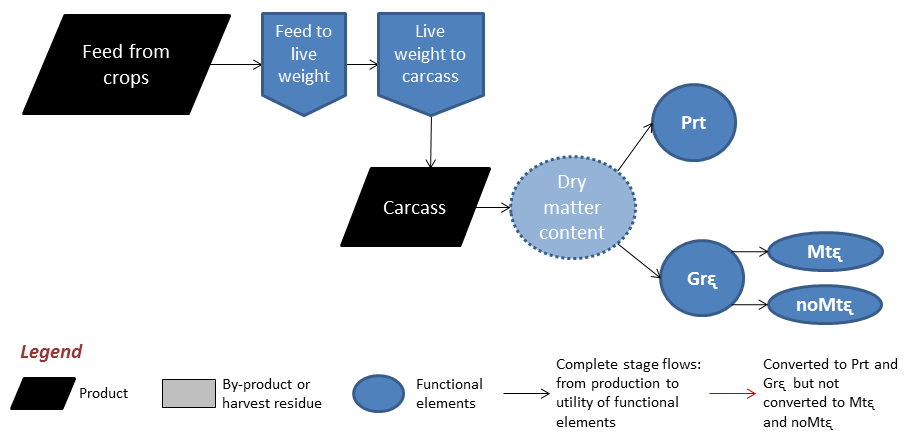 Feed from
crops
Feed to
live
weight
Live
weight to
carcass
Prt
Carcass
Dry
matter
content
Grξ
Mtξ
noMtξ
Legend
Product
By-product or
harvest residue
Functional
elements
Complete stage flows:
from production to
utility of functional
elements
Converted to Prt and
Grξ but not
converted to Mtξ
and noMtξ